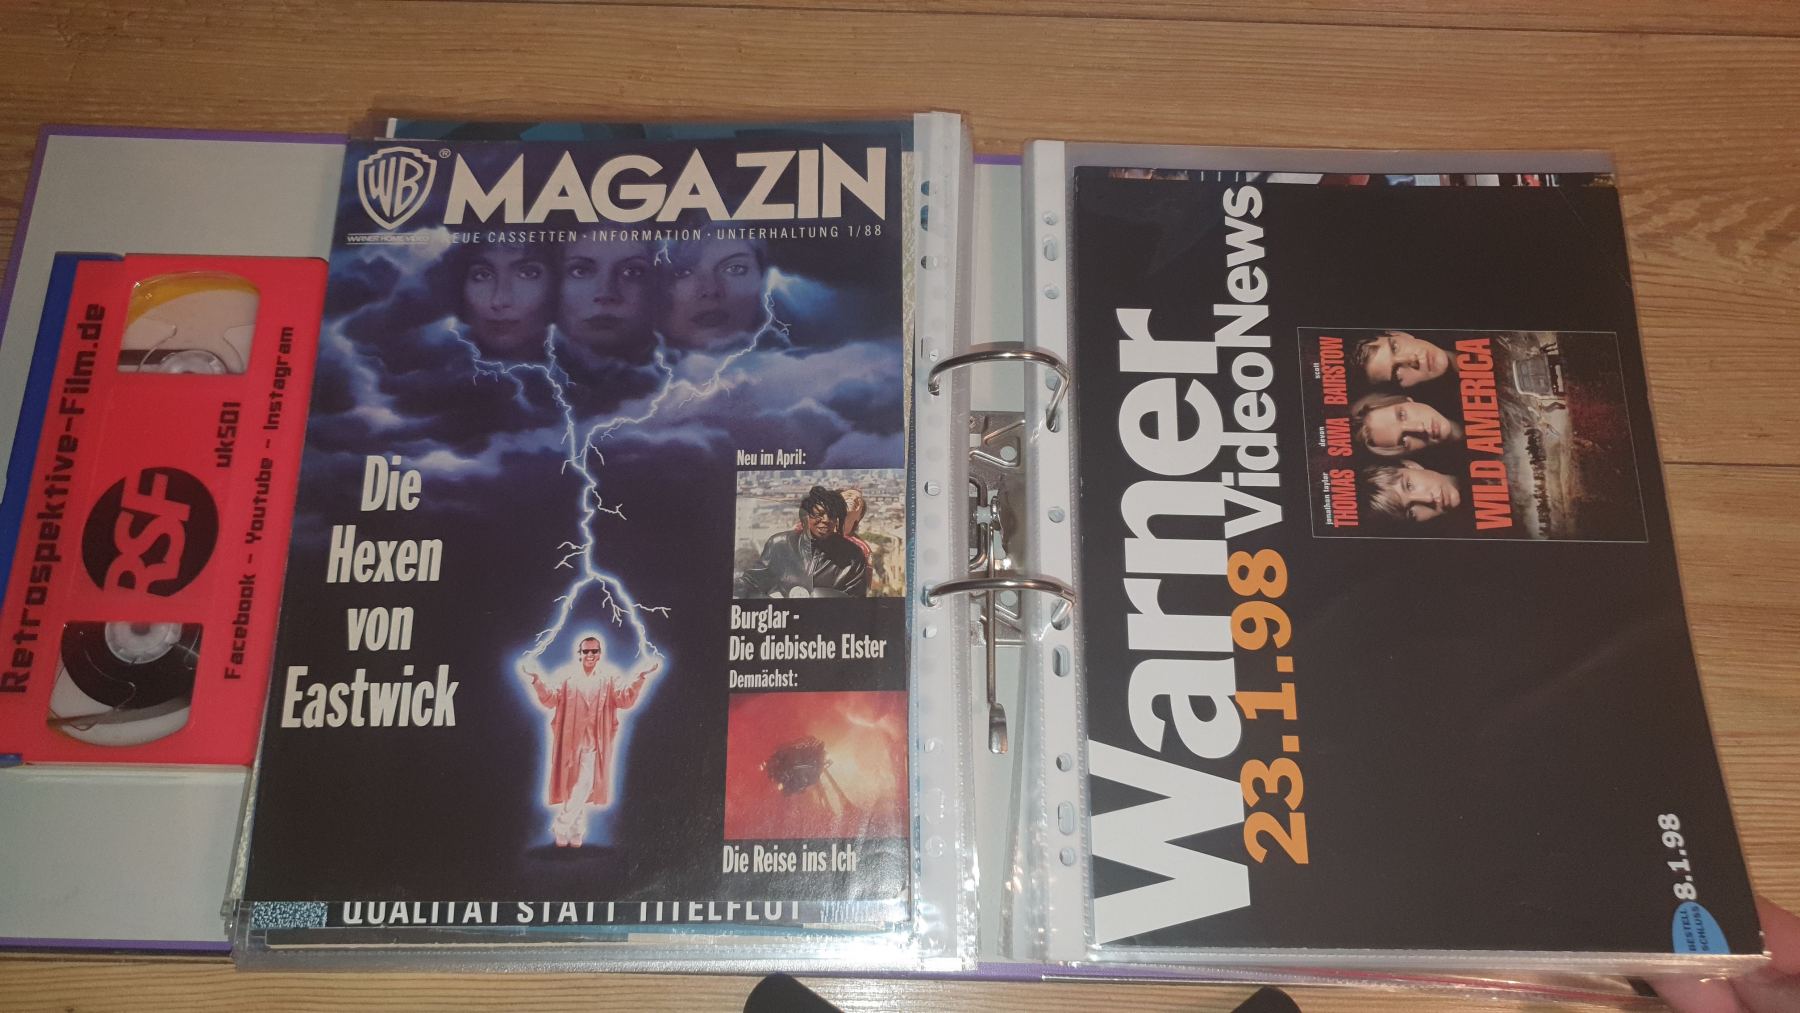 Retrospektive-Film.de
RSF
uk501
Facebook - Youtube - Instagram
WB®
WARNER HOME VIDEO
MAGAZIN
NEUE CASSETTEN · INFORMATION · UNTERHALTUNG 1/88
Die
Hexen
von
Eastwick
Neu im April:
Burglar -
Die diebische Elster
Demnächst:
Die Reise ins Ich
QUALITÄT STATT TITELFLUT
Warner
23.1.98 VideoNews
jonathan taylor devon scott
THOMAS SAWA BAIRSTOW
WILD AMERICA
BESTELL
SCHLUSS
8.1.98